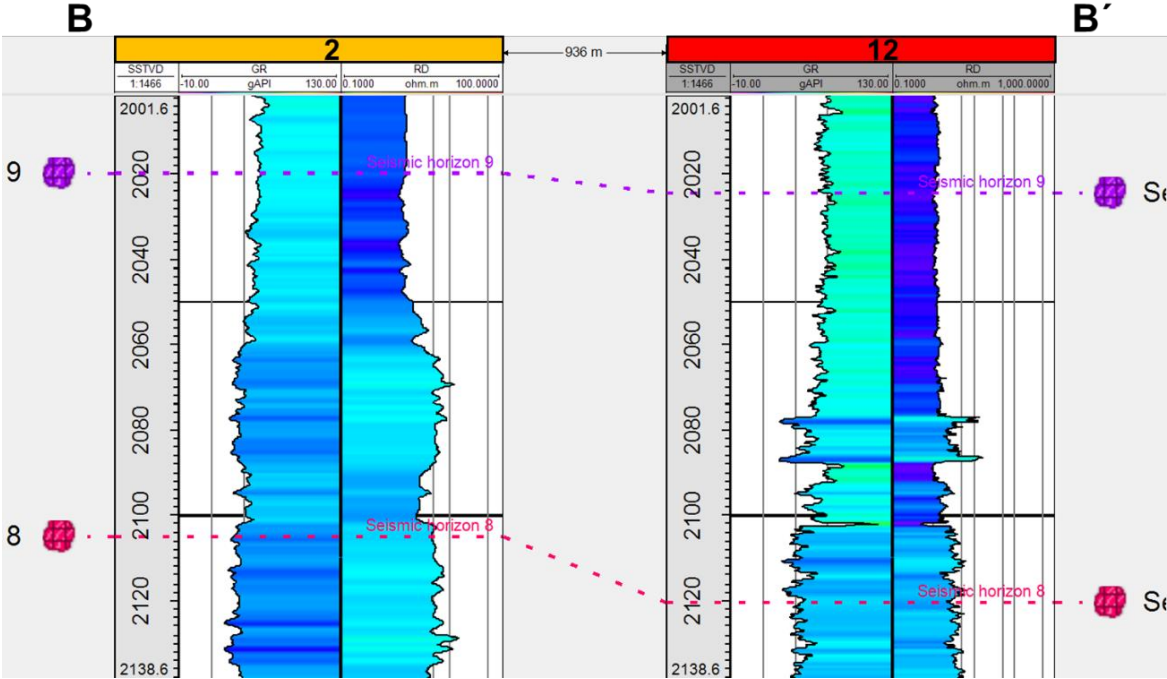 B B´
2 936 m 12
SSTVD GR RD SSTVD GR RD
1:1466 -10.00 gAPI 130.00 0.1000 ohm.m 100.0000 1:1466 -10.00 gAPI 130.00 0.1000 ohm.m 1,000.0000
2001.6 2001.6
9 2020 Seismic horizon 9 2020 Seismic horizon 9 Se
2040 2040
2060 2060
2080 2080
2100 2100
8 Seismic horizon 8 Seismic horizon 8 Se
2120 2120
2138.6 2138.6